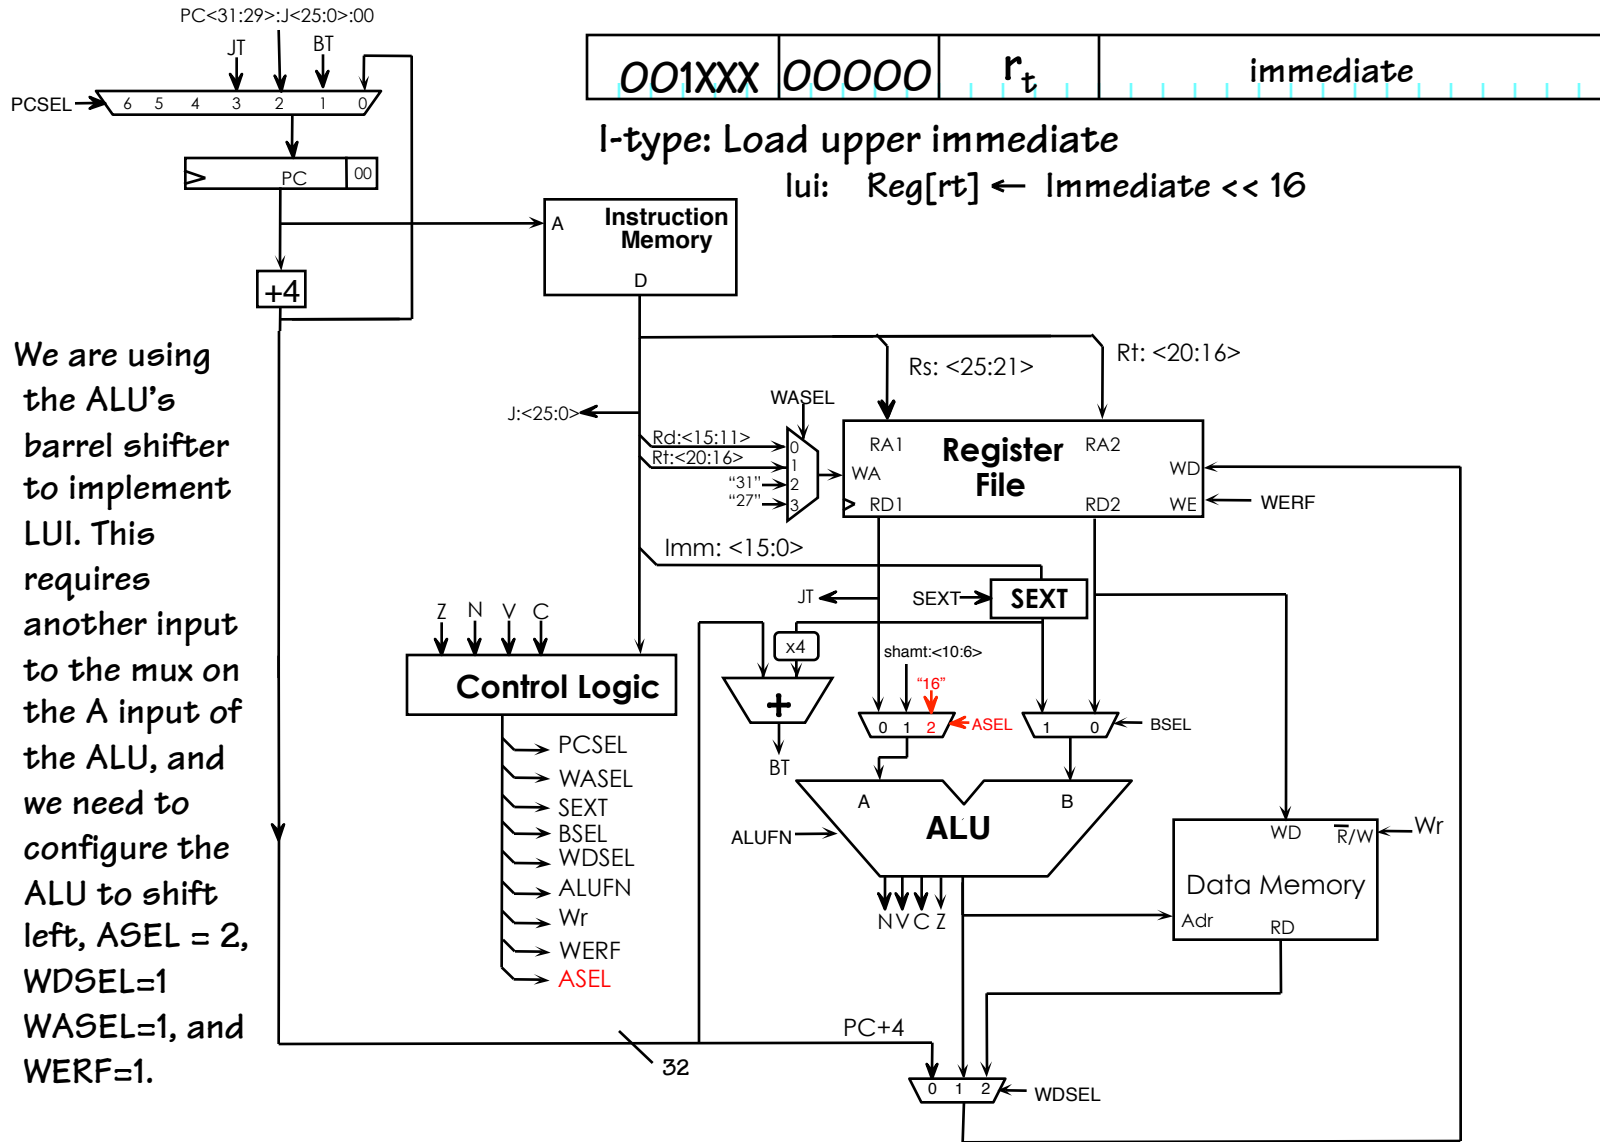 PC<31:29>:J<25:0>:00
JT
BT
PCSEL
6 5 4 3 2 1 0
PC
00
+4
001XXX 00000 rt immediate
I-type: Load upper immediate
lui: Reg[rt] ← Immediate << 16
A
Instruction
Memory
D
We are using
the ALU's
barrel shifter
to implement
LUI. This
requires
another input
to the mux on
the A input of
the ALU, and
we need to
configure the
ALU to shift
left, ASEL = 2,
WDSEL=1
WASEL=1, and
WERF=1.
Rs: <25:21>
Rt: <20:16>
J:<25:0>
WASEL
Rd:<15:11>
Rt:<20:16>
"31"
"27"
0
1
2
3
RA1
Register
File
RA2
WA
WD
RD1
RD2
WE
WERF
Imm: <15:0>
JT
SEXT
SEXT
Z N V C
Control Logic
PCSEL
WASEL
SEXT
BSEL
WDSEL
ALUFN
Wr
WERF
ASEL
x4
+
BT
shamt:<10:6>
"16"
0 1 2
ASEL
1 0
BSEL
A
B
ALU
ALUFN
N V C Z
WD
R/W
Wr
Data Memory
Adr
RD
PC+4
32
0 1 2
WDSEL